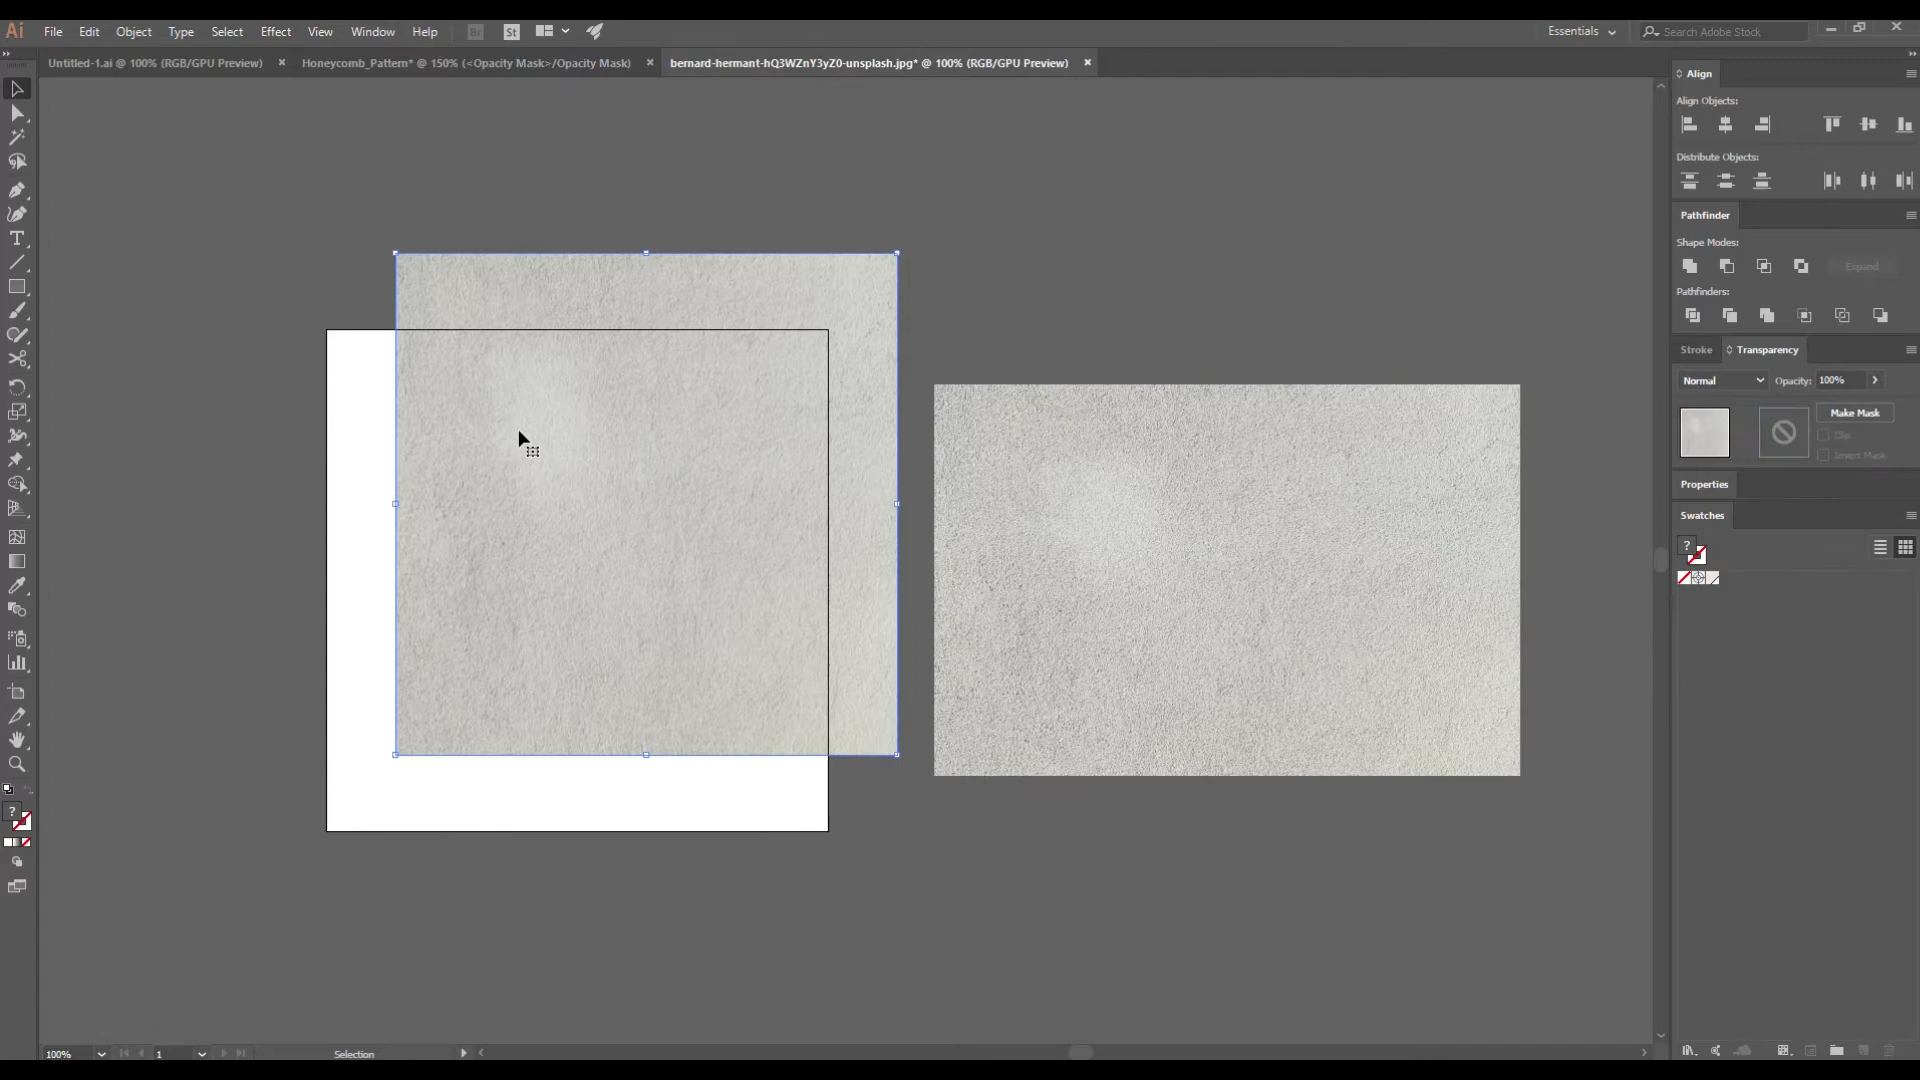 Ai File Edit Object Type Select Effect View Window Help Br St Essentials Search Adobe Stock
Untitled-1.ai @ 100% (RGB/GPU Preview) × Honeycomb_Pattern* @ 150% (<Opacity Mask>/Opacity Mask) × bernard-hermant-hQ3WZnY3yZ0-unsplash.jpg* @ 100% (RGB/GPU Preview) ×
Align
Align Objects:
Distribute Objects:
Pathfinder
Shape Modes:
Expand
Pathfinders:
Stroke Transparency
Normal Opacity: 100%
Make Mask
Clip
Invert Mask
Properties
Swatches
?
?
100% 1 Selection